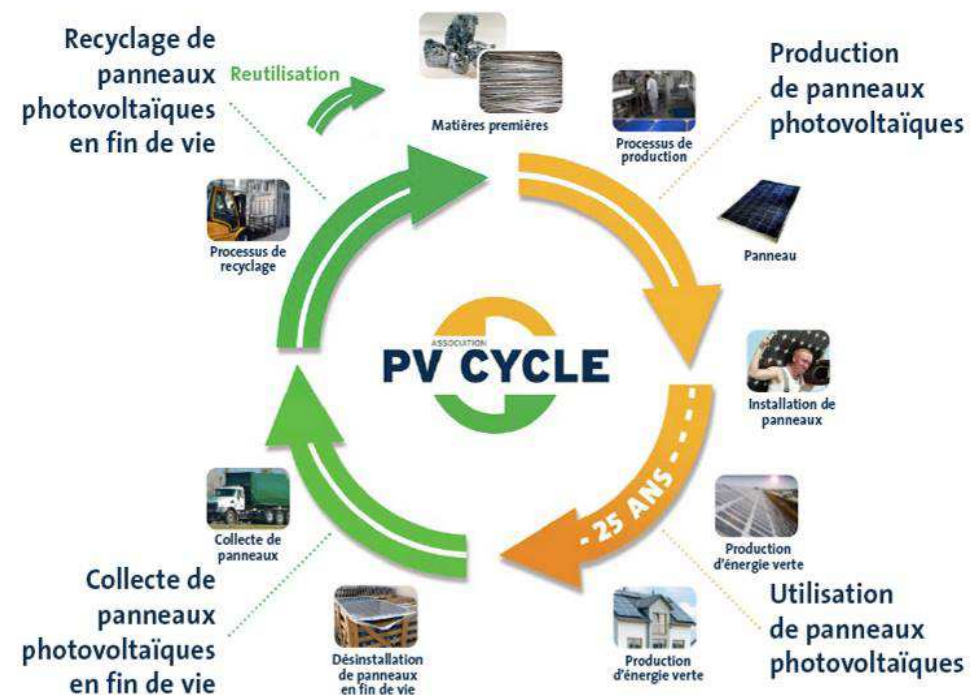 Recyclage de
panneaux
photovoltaïques
en fin de vie
Reutilisation
Matières premières
Processus de
production
Production
de panneaux
photovoltaïques
Processus de
recyclage
Panneau
ASSOCIATION
PV CYCLE
Installation de
panneaux
- 25 ANS - - - -
Collecte de
panneaux
Production
d'énergie verte
Collecte de
panneaux
photovoltaïques
en fin de vie
Désinstallation
de panneaux
en fin de vie
Production
d'énergie verte
Utilisation
de panneaux
photovoltaïques